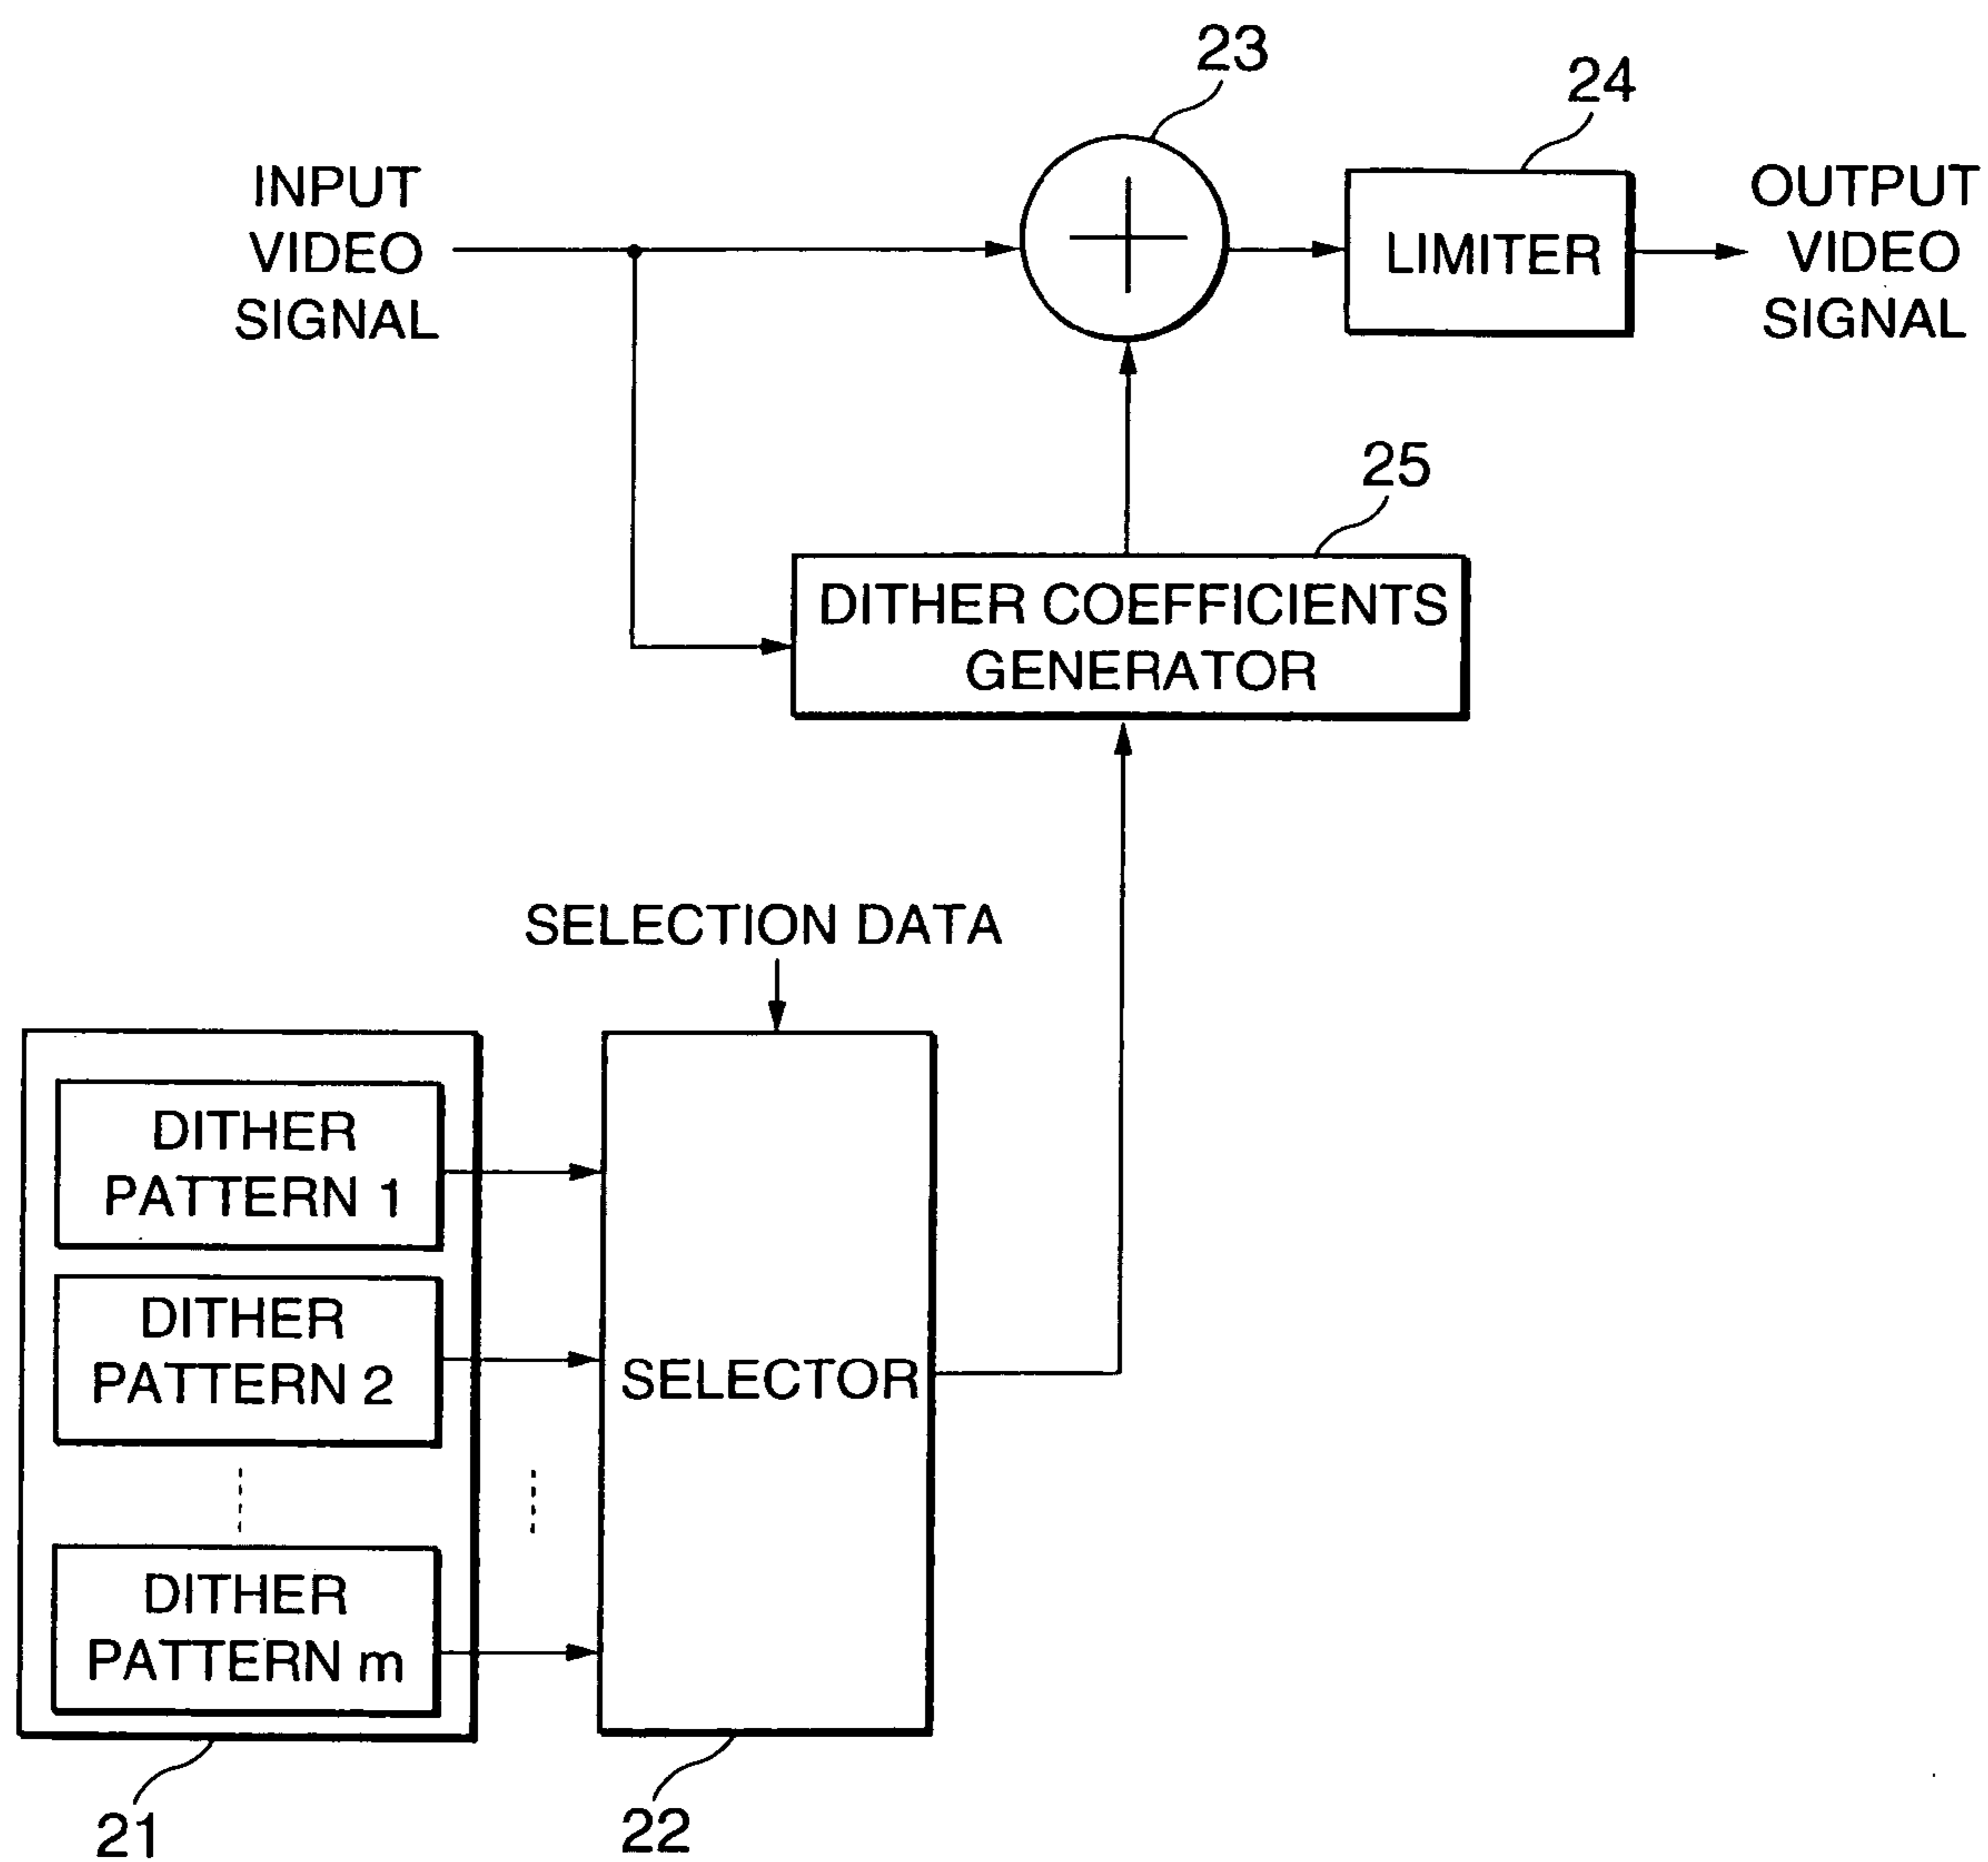 23
24
INPUT
VIDEO
SIGNAL
LIMITER
OUTPUT
VIDEO
SIGNAL
25
DITHER COEFFICIENTS
GENERATOR
SELECTION DATA
DITHER
PATTERN 1
DITHER
PATTERN 2
SELECTOR
DITHER
PATTERN m
21
22